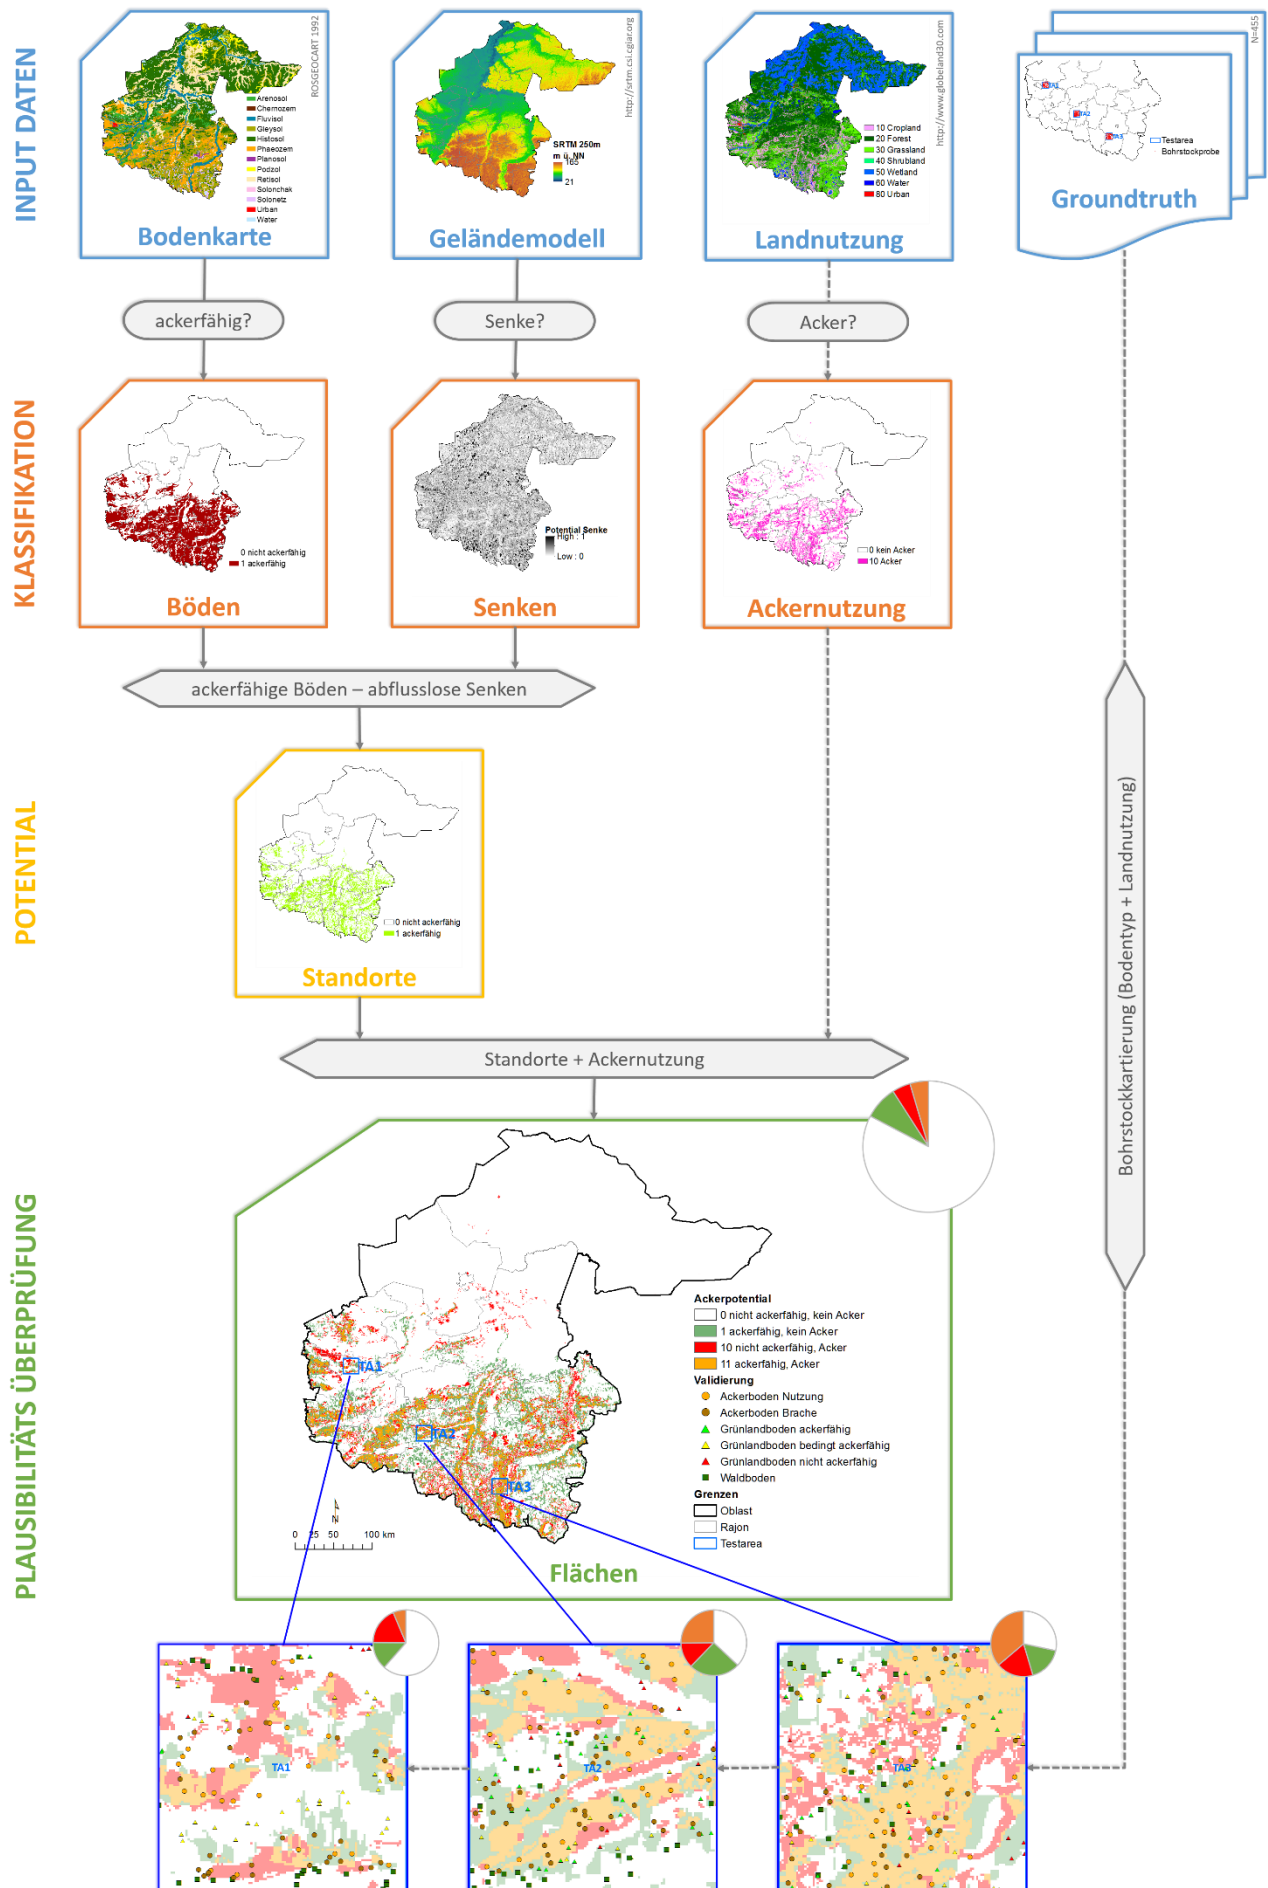 INPUT DATEN
ROSGEOCART 1992
Arenosol
Chernozem
Fluvisol
Gleysol
Histosol
Phaeozem
Planosol
Podzol
Retisol
Solonchak
Solonetz
Urban
Water
Bodenkarte
http://srtm.csi.cgiar.org
SRTM 250m
m ü. NN
165
21
Geländemodell
http://www.globeland30.com
10 Cropland
20 Forest
30 Grassland
40 Shrubland
50 Wetland
60 Water
80 Urban
Landnutzung
N=455
TA1
TA2
TA3
Testarea
Bohrstockprobe
Groundtruth
ackerfähig?
Senke?
Acker?
KLASSIFIKATION
0 nicht ackerfähig
1 ackerfähig
Böden
Potential Senke
High : 1
Low : 0
Senken
0 kein Acker
10 Acker
Ackernutzung
ackerfähige Böden – abflusslose Senken
POTENTIAL
0 nicht ackerfähig
1 ackerfähig
Standorte
Bohrstockkartierung (Bodentyp + Landnutzung)
Standorte + Ackernutzung
PLAUSIBILITÄTS ÜBERPRÜFUNG
TA1
TA2
TA3
N
0 25 50 100 km
Ackerpotential
0 nicht ackerfähig, kein Acker
1 ackerfähig, kein Acker
10 nicht ackerfähig, Acker
11 ackerfähig, Acker
Validierung
Ackerboden Nutzung
Ackerboden Brache
Grünlandboden ackerfähig
Grünlandboden bedingt ackerfähig
Grünlandboden nicht ackerfähig
Waldboden
Grenzen
Oblast
Rajon
Testarea
Flächen
TA1
TA2
TA3